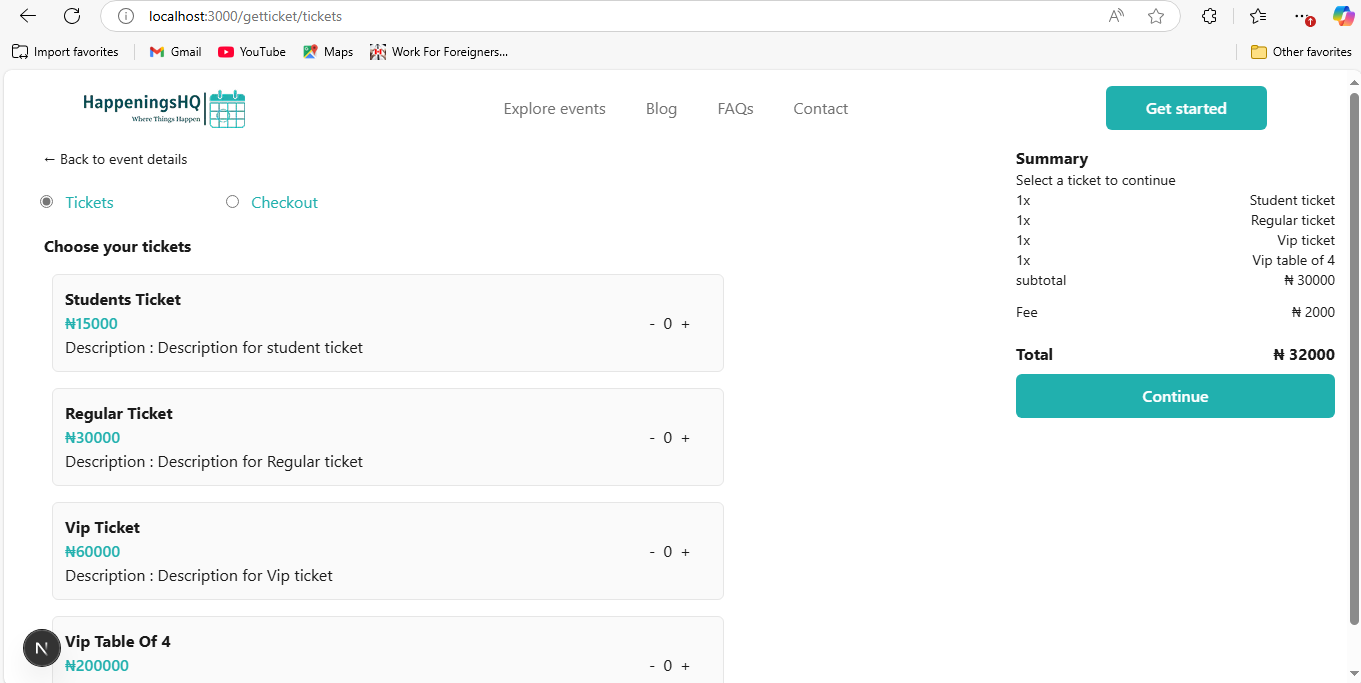 localhost:3000/getticket/tickets
Import favorites
Gmail
YouTube
Maps
Work For Foreigners...
Other favorites
HappeningsHQ
Where Things Happen
Explore events
Blog
FAQs
Contact
Get started
← Back to event details
Tickets
Checkout
Choose your tickets
Students Ticket
₦15000
- 0 +
Description : Description for student ticket
Regular Ticket
₦30000
- 0 +
Description : Description for Regular ticket
Vip Ticket
₦60000
- 0 +
Description : Description for Vip ticket
Vip Table Of 4
₦200000
- 0 +
N
Summary
Select a ticket to continue
1x Student ticket
1x Regular ticket
1x Vip ticket
1x Vip table of 4
subtotal ₦ 30000
Fee ₦ 2000
Total ₦ 32000
Continue